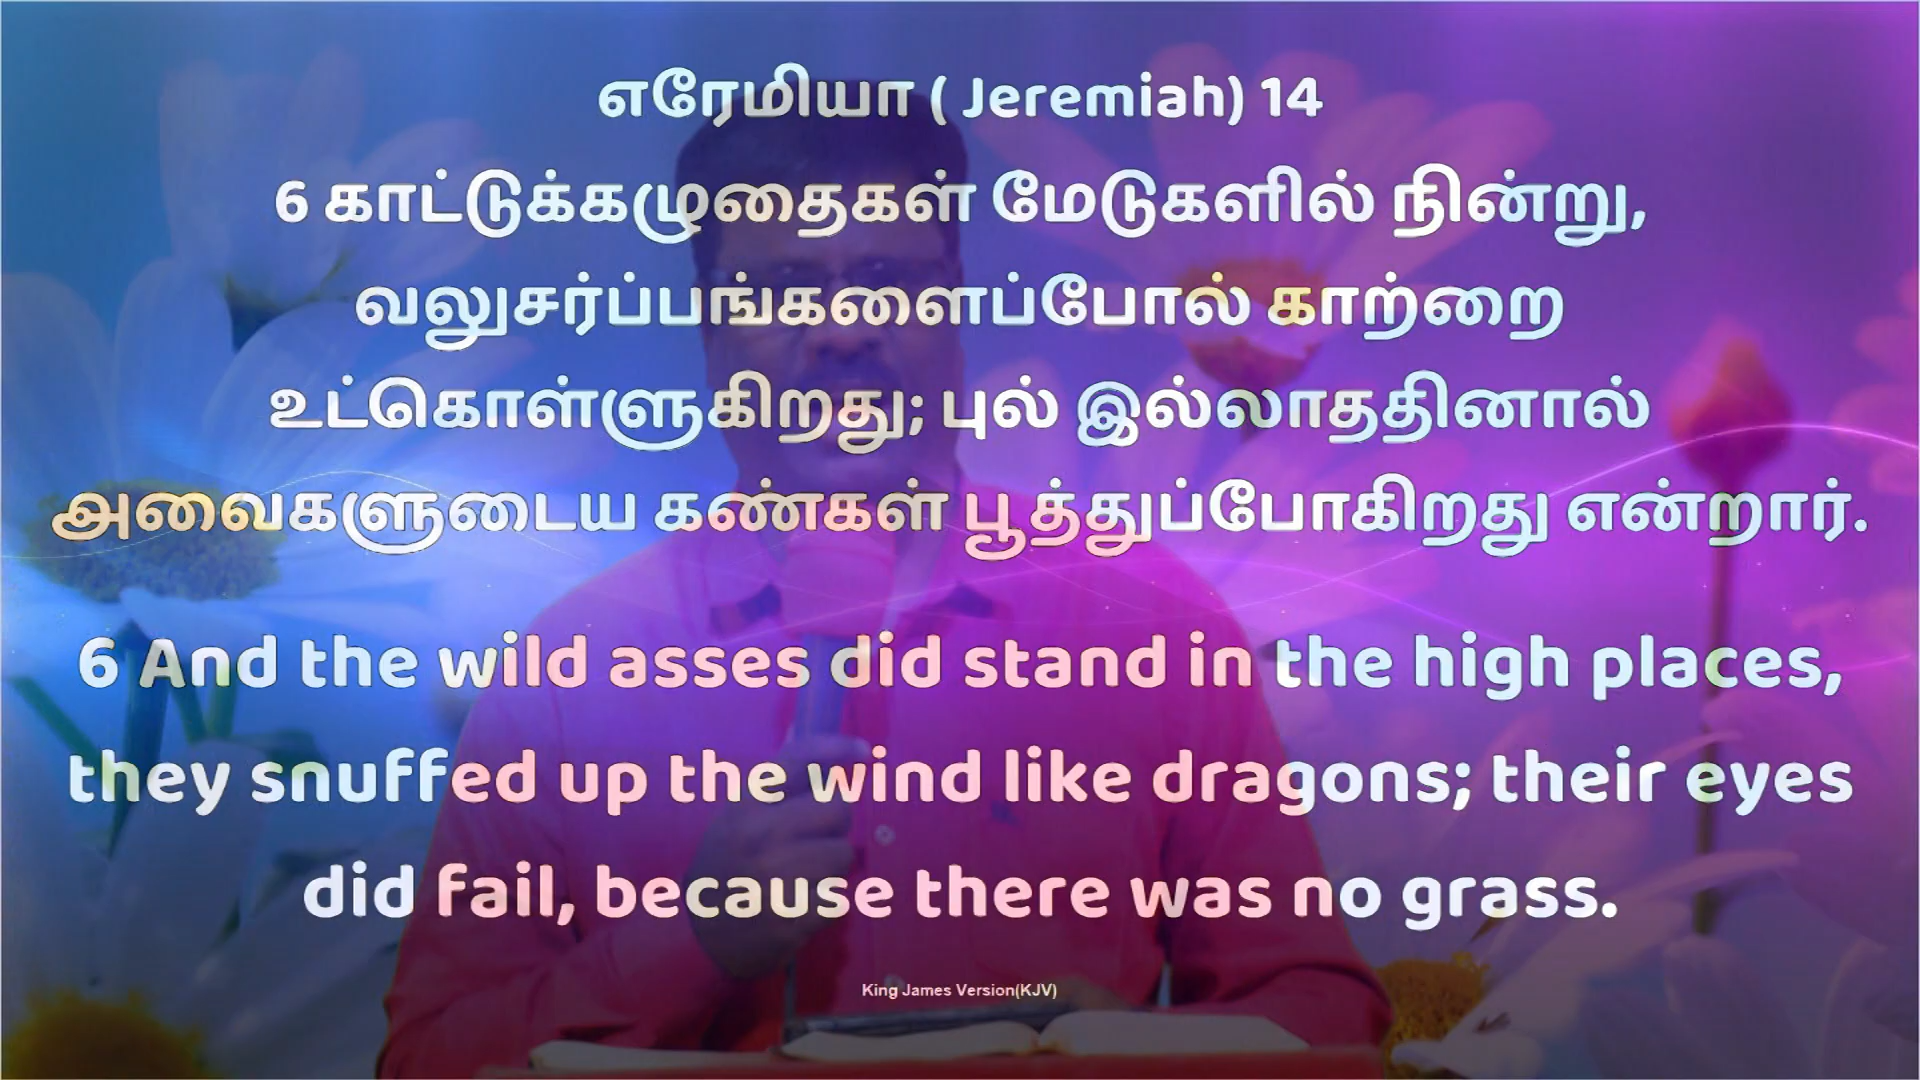 எரேமியா ( Jeremiah) 14
6 காட்டுக்கழுதைகள் மேடுகளில் நின்று,
வலுசர்ப்பங்களைப்போல் காற்றை
உட்கொள்ளுகிறது; புல் இல்லாததினால்
அவைகளுடைய கண்கள் பூத்துப்போகிறது என்றார்.
6 And the wild asses did stand in the high places,
they snuffed up the wind like dragons; their eyes
did fail, because there was no grass.
King James Version(KJV)